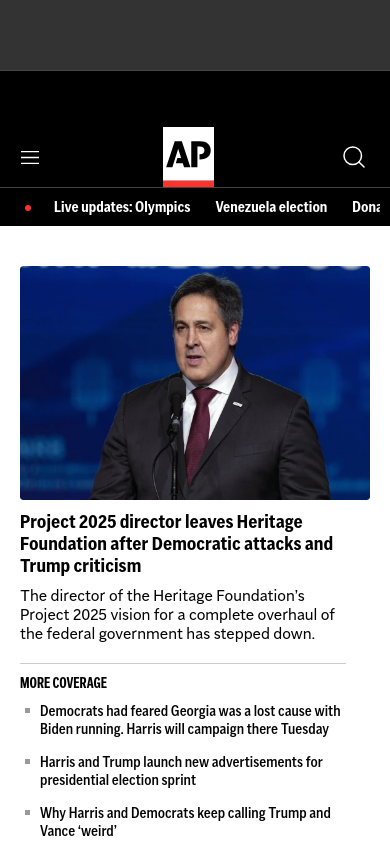 AP
Live updates: Olympics Venezuela election Dona
Project 2025 director leaves Heritage
Foundation after Democratic attacks and
Trump criticism
The director of the Heritage Foundation’s
Project 2025 vision for a complete overhaul of
the federal government has stepped down.
MORE COVERAGE
Democrats had feared Georgia was a lost cause with
Biden running. Harris will campaign there Tuesday
Harris and Trump launch new advertisements for
presidential election sprint
Why Harris and Democrats keep calling Trump and
Vance ‘weird’